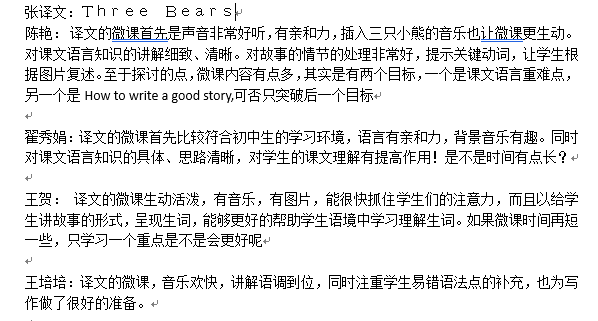 张译文：Three Bears
陈艳： 译文的微课首先是声音非常好听，有亲和力，插入三只小熊的音乐也让微课更生动。
对课文语言知识的讲解细致、清晰。对故事的情节的处理非常好，提示关键动词，让学生根
据图片复述。至于探讨的点，微课内容有点多，其实是有两个目标，一个是课文语言重难点，
另一个是 How to write a good story,可否只突破后一个目标
翟秀娟：译文的微课首先比较符合初中生的学习环境，语言有亲和力，背景音乐有趣。同时
对课文语言知识的具体、思路清晰，对学生的课文理解有提高作用！是不是时间有点长？
王贺： 译文的微课生动活泼，有音乐，有图片，能很快抓住学生们的注意力，而且以给学
生讲故事的形式，呈现生词，能够更好的帮助学生语境中学习理解生词。如果微课时间再短
一些，只学习一个重点是不是会更好呢
王培培：译文的微课，音乐欢快，讲解语调到位，同时注重学生易错语法点的补充，也为写
作做了很好的准备。